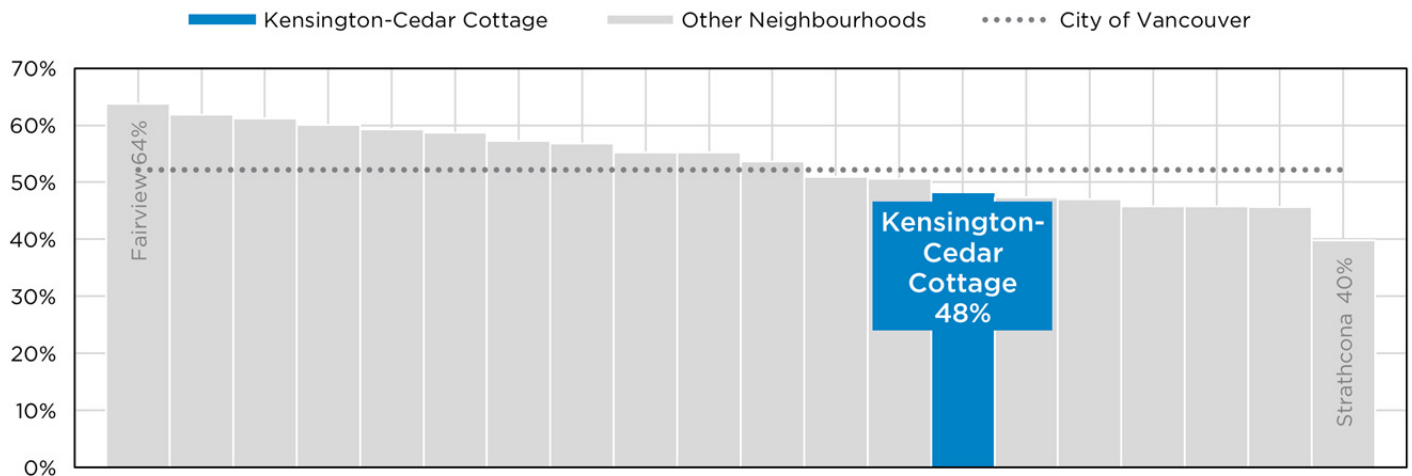 Kensington-Cedar Cottage
Other Neighbourhoods
City of Vancouver
70%
60%
50%
40%
30%
20%
10%
0%
Fairview 64%
Kensington-
Cedar
Cottage
48%
Strathcona 40%